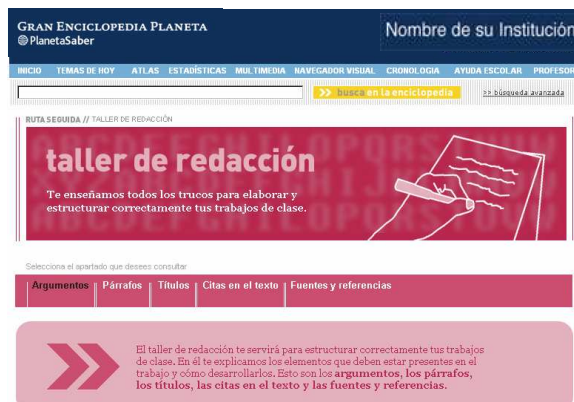 GRAN ENCICLOPEDIA PLANETA
PlanetaSaber
Nombre de su Institución
INICIO TEMAS DE HOY ATLAS ESTADÍSTICAS MULTIMEDIA NAVEGADOR VISUAL CRONOLOGIA AYUDA ESCOLAR PROFESOR
>> busca en la enciclopedia >> búsqueda avanzada
RUTA SEGUIDA // TALLER DE REDACCIÓN
taller de redacción
Te enseñamos todos los trucos para elaborar y
estructurar correctamente tus trabajos de clase.
Selecciona el apartado que desees consultar
Argumentos Párrafos Títulos Citas en el texto Fuentes y referencias
El taller de redacción te servirá para estructurar correctamente tus trabajos
de clase. En él te explicamos los elementos que deben estar presentes en el
trabajo y cómo desarrollarlos. Esto son los argumentos, los párrafos,
los títulos, las citas en el texto y las fuentes y referencias.